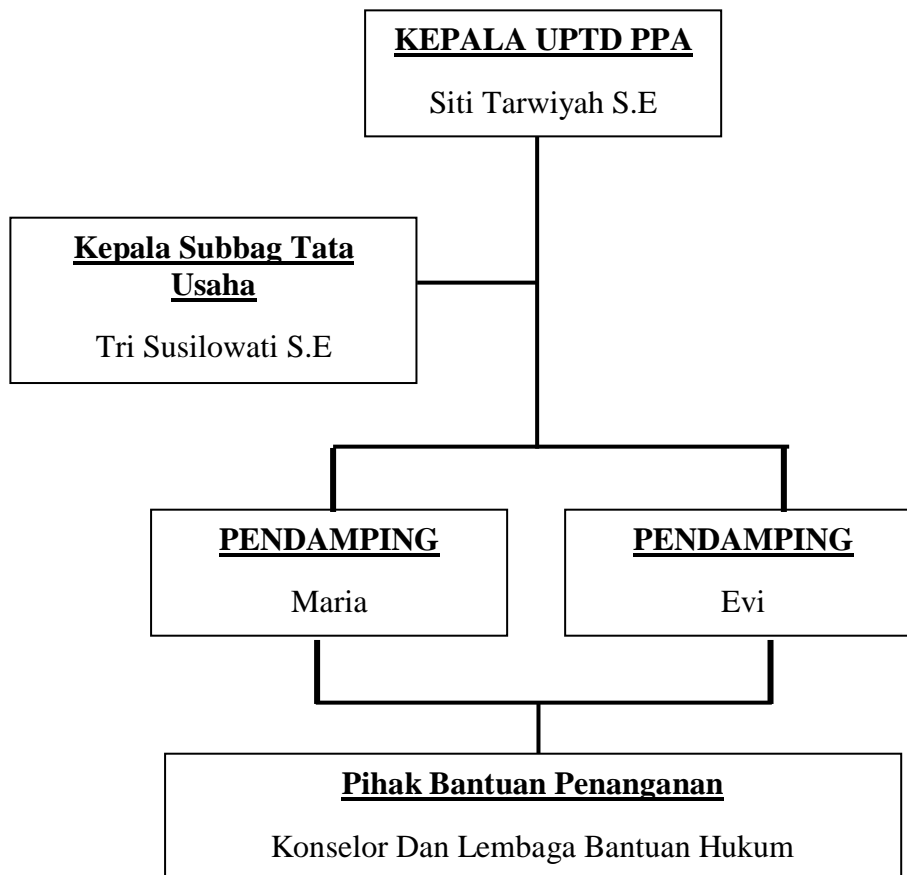 KEPALA UPTD PPA
Siti Tarwiyah S.E
Kepala Subbag Tata
Usaha
Tri Susilowati S.E
PENDAMPING
Maria
PENDAMPING
Evi
Pihak Bantuan Penanganan
Konselor Dan Lembaga Bantuan Hukum